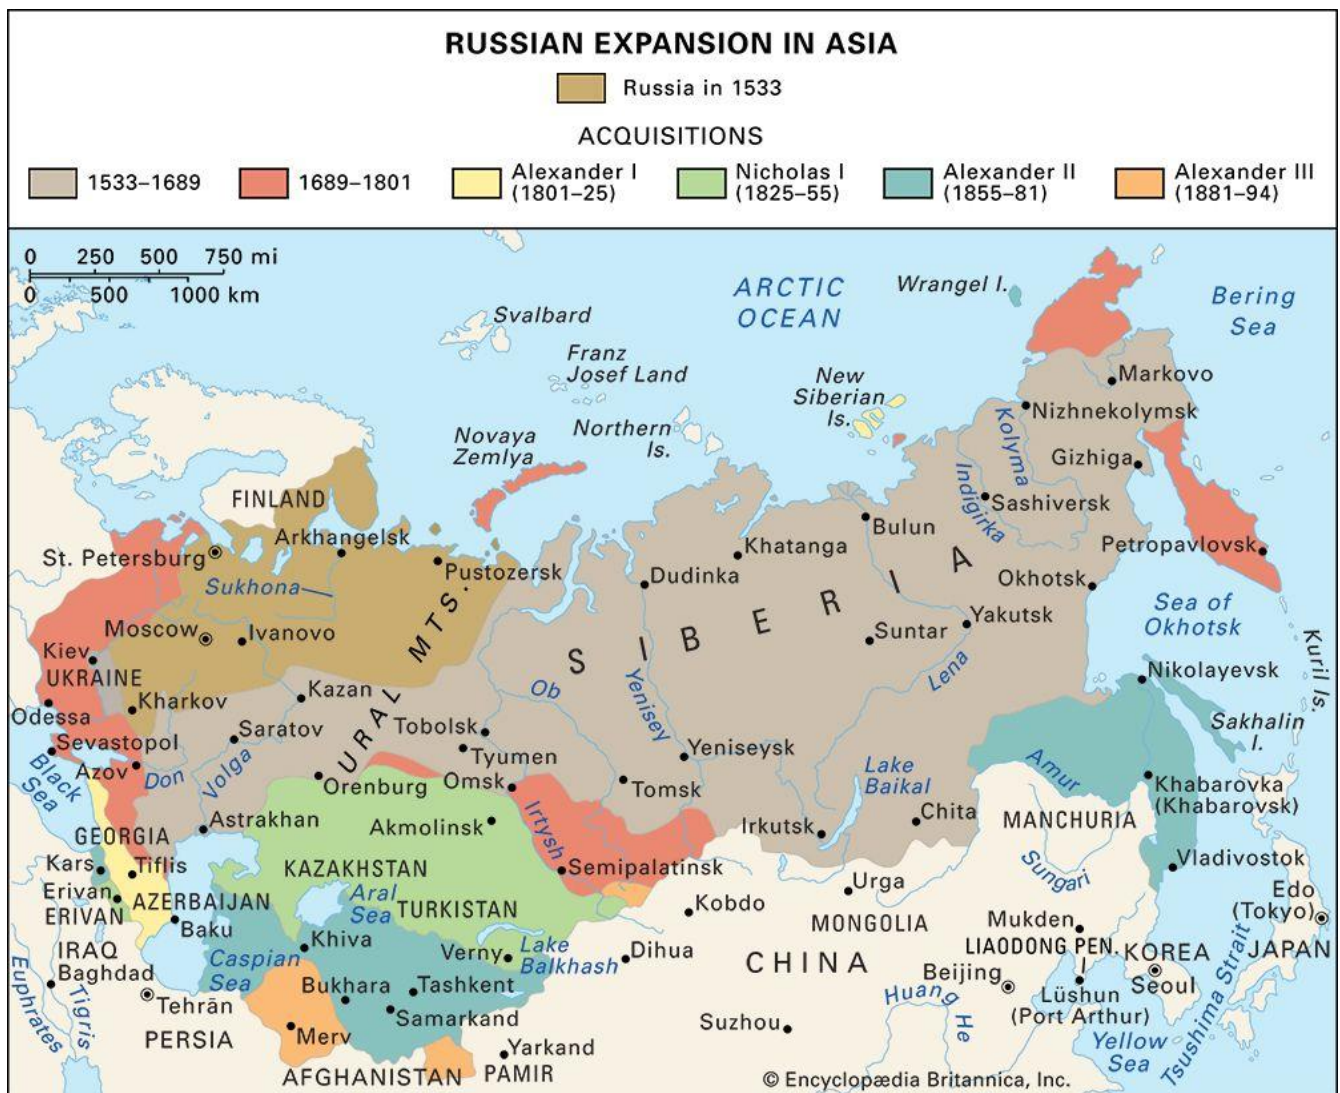 RUSSIAN EXPANSION IN ASIA
Russia in 1533
ACQUISITIONS
1533–1689
1689–1801
Alexander I
(1801–25)
Nicholas I
(1825–55)
Alexander II
(1855–81)
Alexander III
(1881–94)
0 250 500 750 mi
0 500 1000 km
ARCTIC
OCEAN
Wrangel I.
Bering
Sea
Svalbard
Franz
Josef Land
New
Siberian
Is.
Northern
Is.
Novaya
Zemlya
Markovo
Nizhnekolymsk
Kolyma
Gizhiga
Indigirka
Sashiversk
FINLAND
Arkhangelsk
St. Petersburg
Sukhona
Pustozersk
Bulun
Khatanga
Dudinka
Petropavlovsk
Okhotsk
SIBERIA
Yakutsk
Suntar
Lena
Sea of
Okhotsk
Kuril Is.
Moscow
Ivanovo
URAL MTS.
Kiev
UKRAINE
Kharkov
Kazan
Ob
Yenisey
Nikolayevsk
Odessa
Saratov
Tobolsk
Sakhalin
I.
Sevastopol
Tyumen
Yeniseysk
Black
Sea
Azov
Don
Volga
Orenburg
Omsk
Tomsk
Lake
Baikal
Amur
Khabarovka
(Khabarovsk)
Astrakhan
Akmolinsk
Irtysh
Irkutsk
Chita
MANCHURIA
GEORGIA
Kars
Tiflis
KAZAKHSTAN
Semipalatinsk
Sungari
Vladivostok
Erivan
ERIVAN
AZERBAIJAN
Aral
Sea
TURKISTAN
Kobdo
Urga
MONGOLIA
Edo
(Tokyo)
JAPAN
Baku
Khiva
Verny
Lake
Balkhash
Dihua
CHINA
Mukden
LIAODONG PEN.
KOREA
Seoul
IRAQ
Baghdad
Caspian
Sea
Bukhara
Tashkent
Beijing
Lüshun
(Port Arthur)
Tsushima Strait
Euphrates
Tigris
Tehrān
Samarkand
Huang He
Suzhou
Yellow
Sea
PERSIA
Merv
Yarkand
AFGHANISTAN
PAMIR
© Encyclopædia Britannica, Inc.